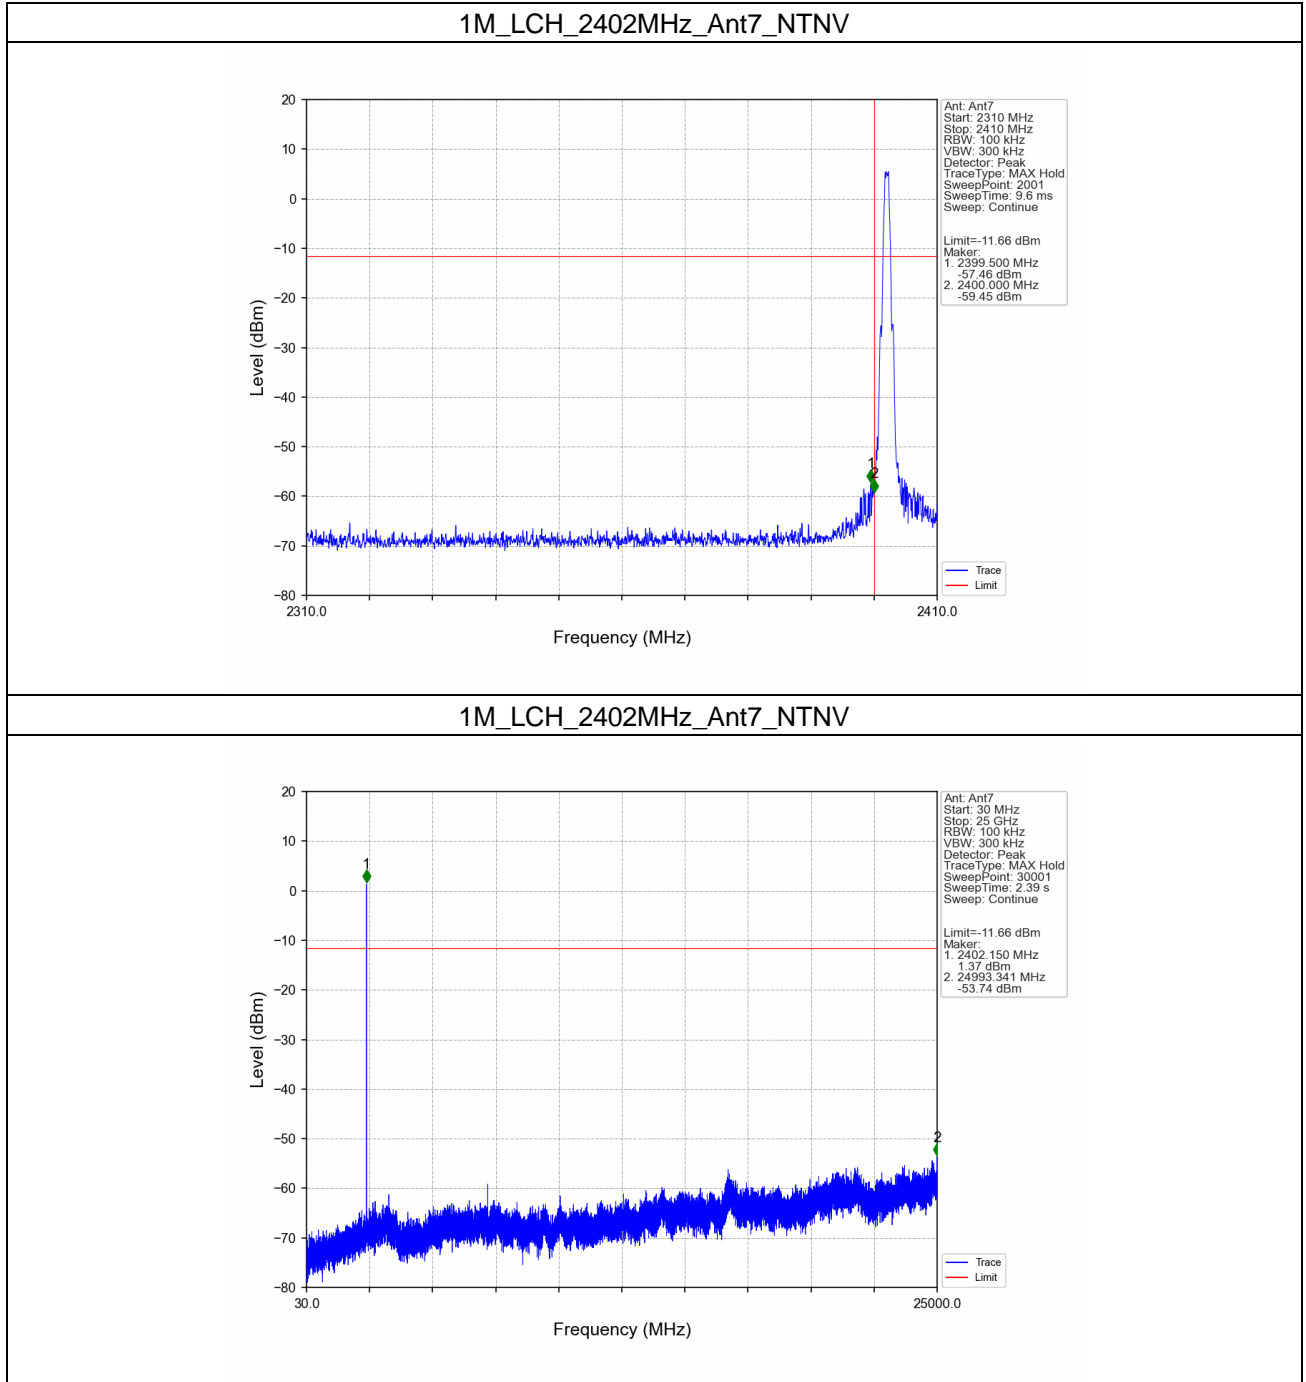 1M_LCH_2402MHz_Ant7_NTNV
20
10
0
−10
−20
−30
−40
−50
−60
−70
−80
Level (dBm)
1
2
2310.0
2410.0
Frequency (MHz)
Ant: Ant7
Start: 2310 MHz
Stop: 2410 MHz
RBW: 100 kHz
VBW: 300 kHz
Detector: Peak
TraceType: MAX Hold
SweepPoint: 2001
SweepTime: 9.6 ms
Sweep: Continue
Limit=-11.66 dBm
Maker:
1. 2399.500 MHz
-57.46 dBm
2. 2400.000 MHz
-59.45 dBm
Trace
Limit
1M_LCH_2402MHz_Ant7_NTNV
20
10
0
−10
−20
−30
−40
−50
−60
−70
−80
Level (dBm)
1
2
30.0
25000.0
Frequency (MHz)
Ant: Ant7
Start: 30 MHz
Stop: 25 GHz
RBW: 100 kHz
VBW: 300 kHz
Detector: Peak
TraceType: MAX Hold
SweepPoint: 30001
SweepTime: 2.39 s
Sweep: Continue
Limit=-11.66 dBm
Maker:
1. 2402.150 MHz
1.37 dBm
2. 24993.341 MHz
-53.74 dBm
Trace
Limit